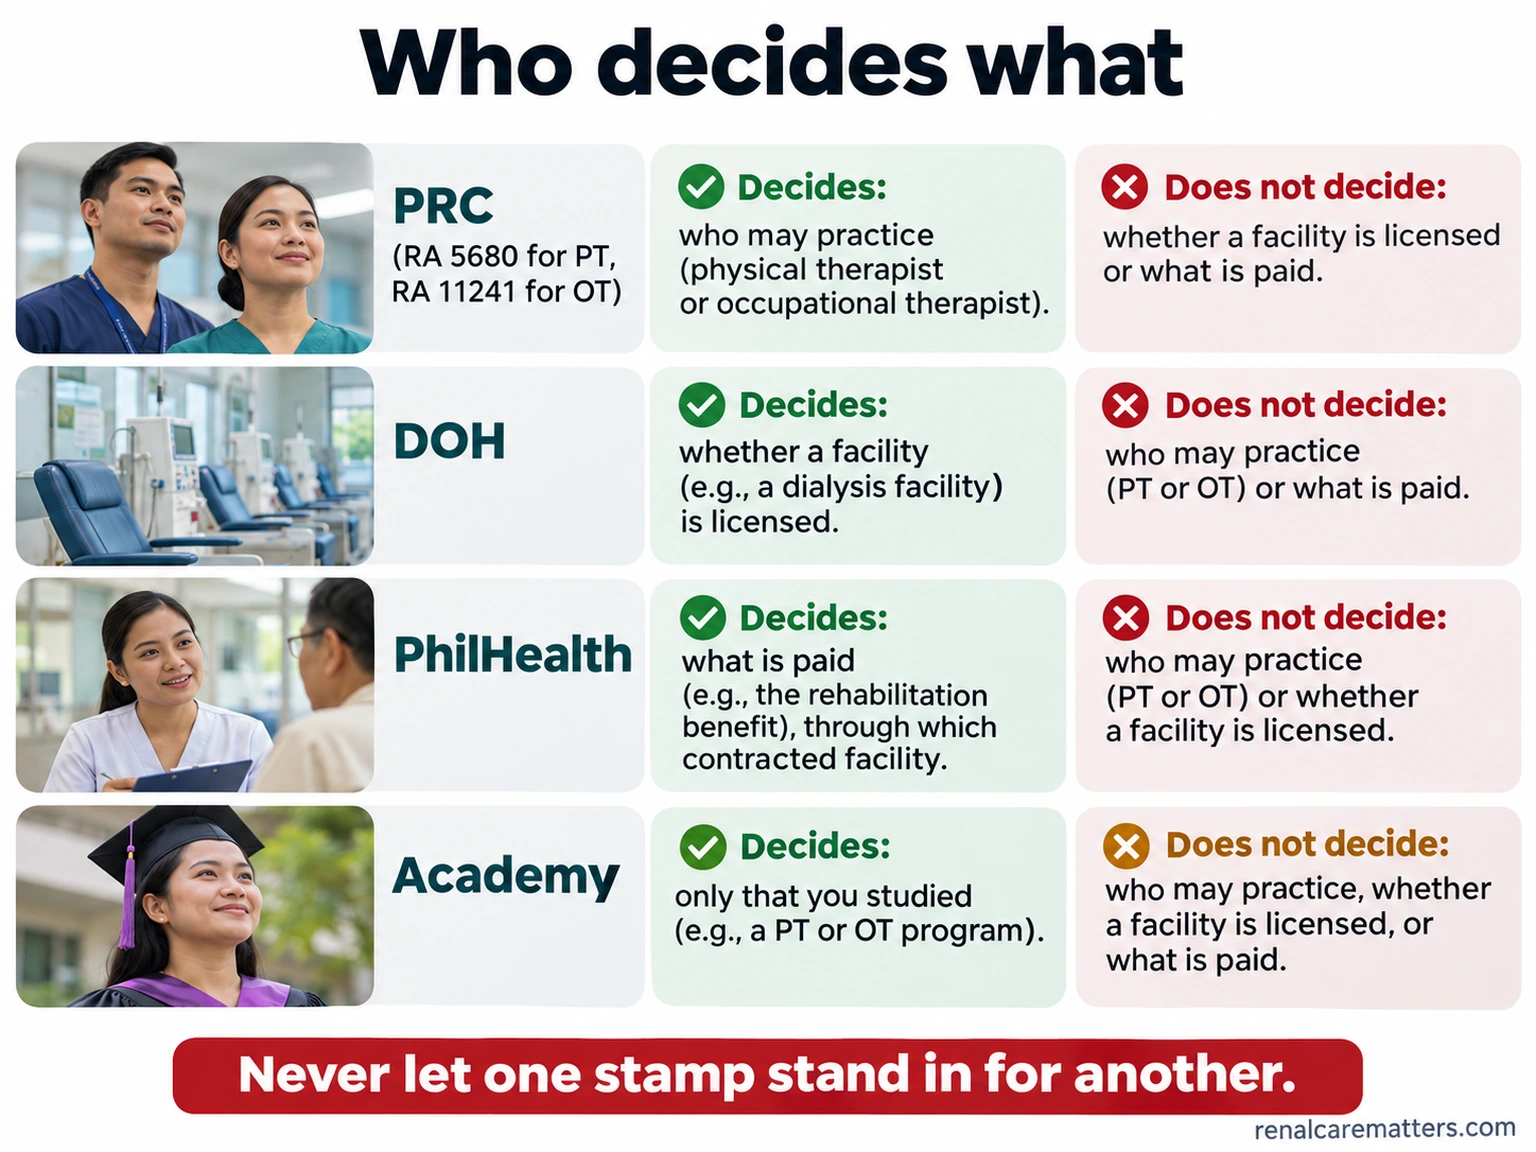 Who decides what
PRC
(RA 5680 for PT,
RA 11241 for OT)
Decides:
who may practice
(physical therapist
or occupational therapist).
Does not decide:
whether a facility is licensed
or what is paid.
DOH
Decides:
whether a facility
(e.g., a dialysis facility)
is licensed.
Does not decide:
who may practice
(PT or OT) or what is paid.
PhilHealth
Decides:
what is paid
(e.g., the rehabilitation
benefit), through which
contracted facility.
Does not decide:
who may practice
(PT or OT) or whether
a facility is licensed.
Academy
Decides:
only that you studied
(e.g., a PT or OT program).
Does not decide:
who may practice, whether
a facility is licensed, or
what is paid.
Never let one stamp stand in for another.
renalcarematters.com